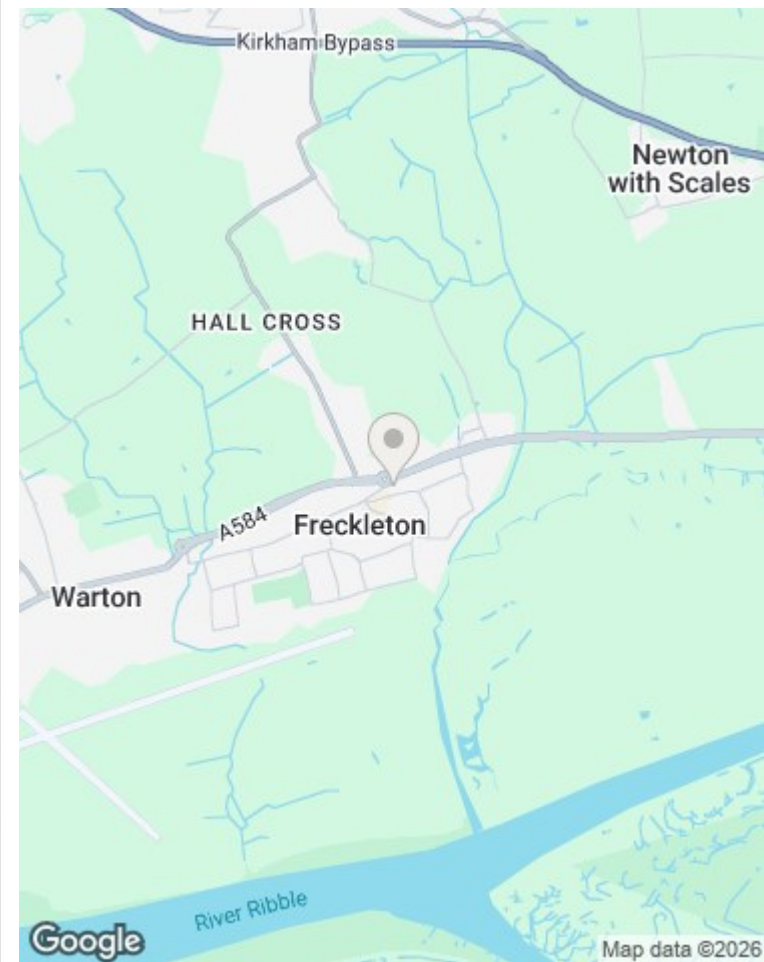 Kirkham Bypass
Newton
with Scales
HALL CROSS
A584
Freckleton
Warton
River Ribble
Google
Map data ©2026